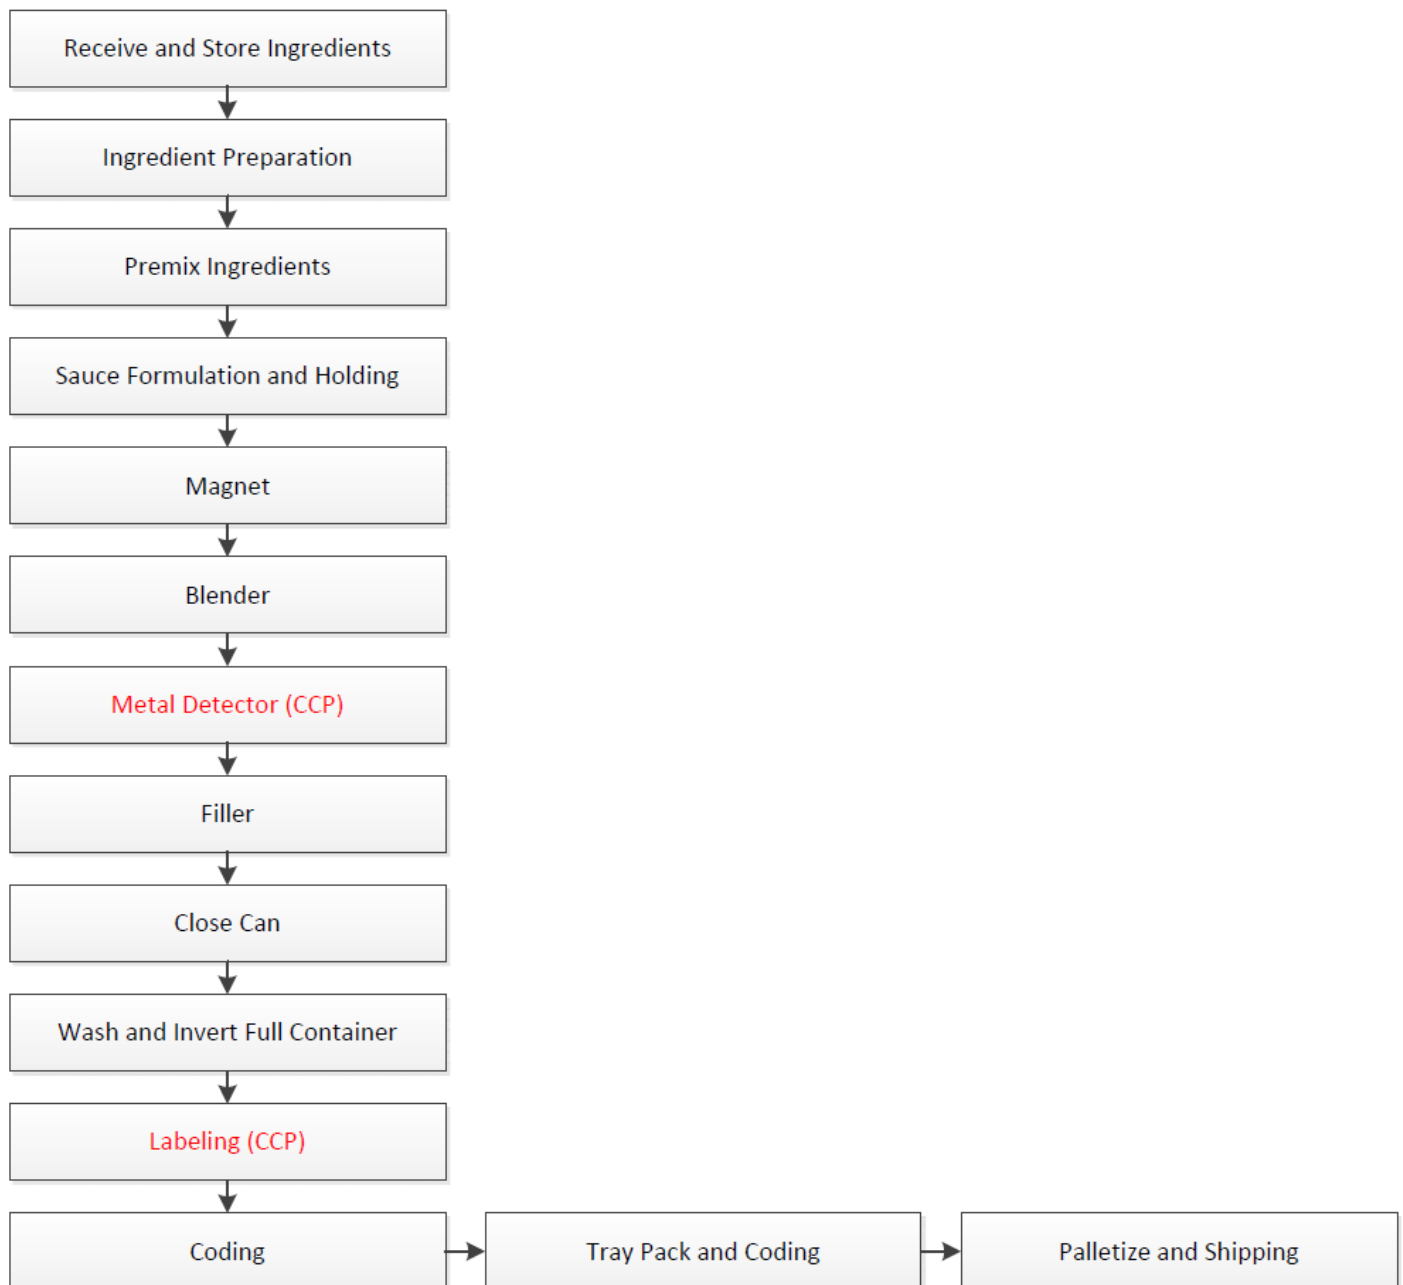 Receive and Store Ingredients
Ingredient Preparation
Premix Ingredients
Sauce Formulation and Holding
Magnet
Blender
Metal Detector (CCP)
Filler
Close Can
Wash and Invert Full Container
Labeling (CCP)
Coding
Tray Pack and Coding
Palletize and Shipping